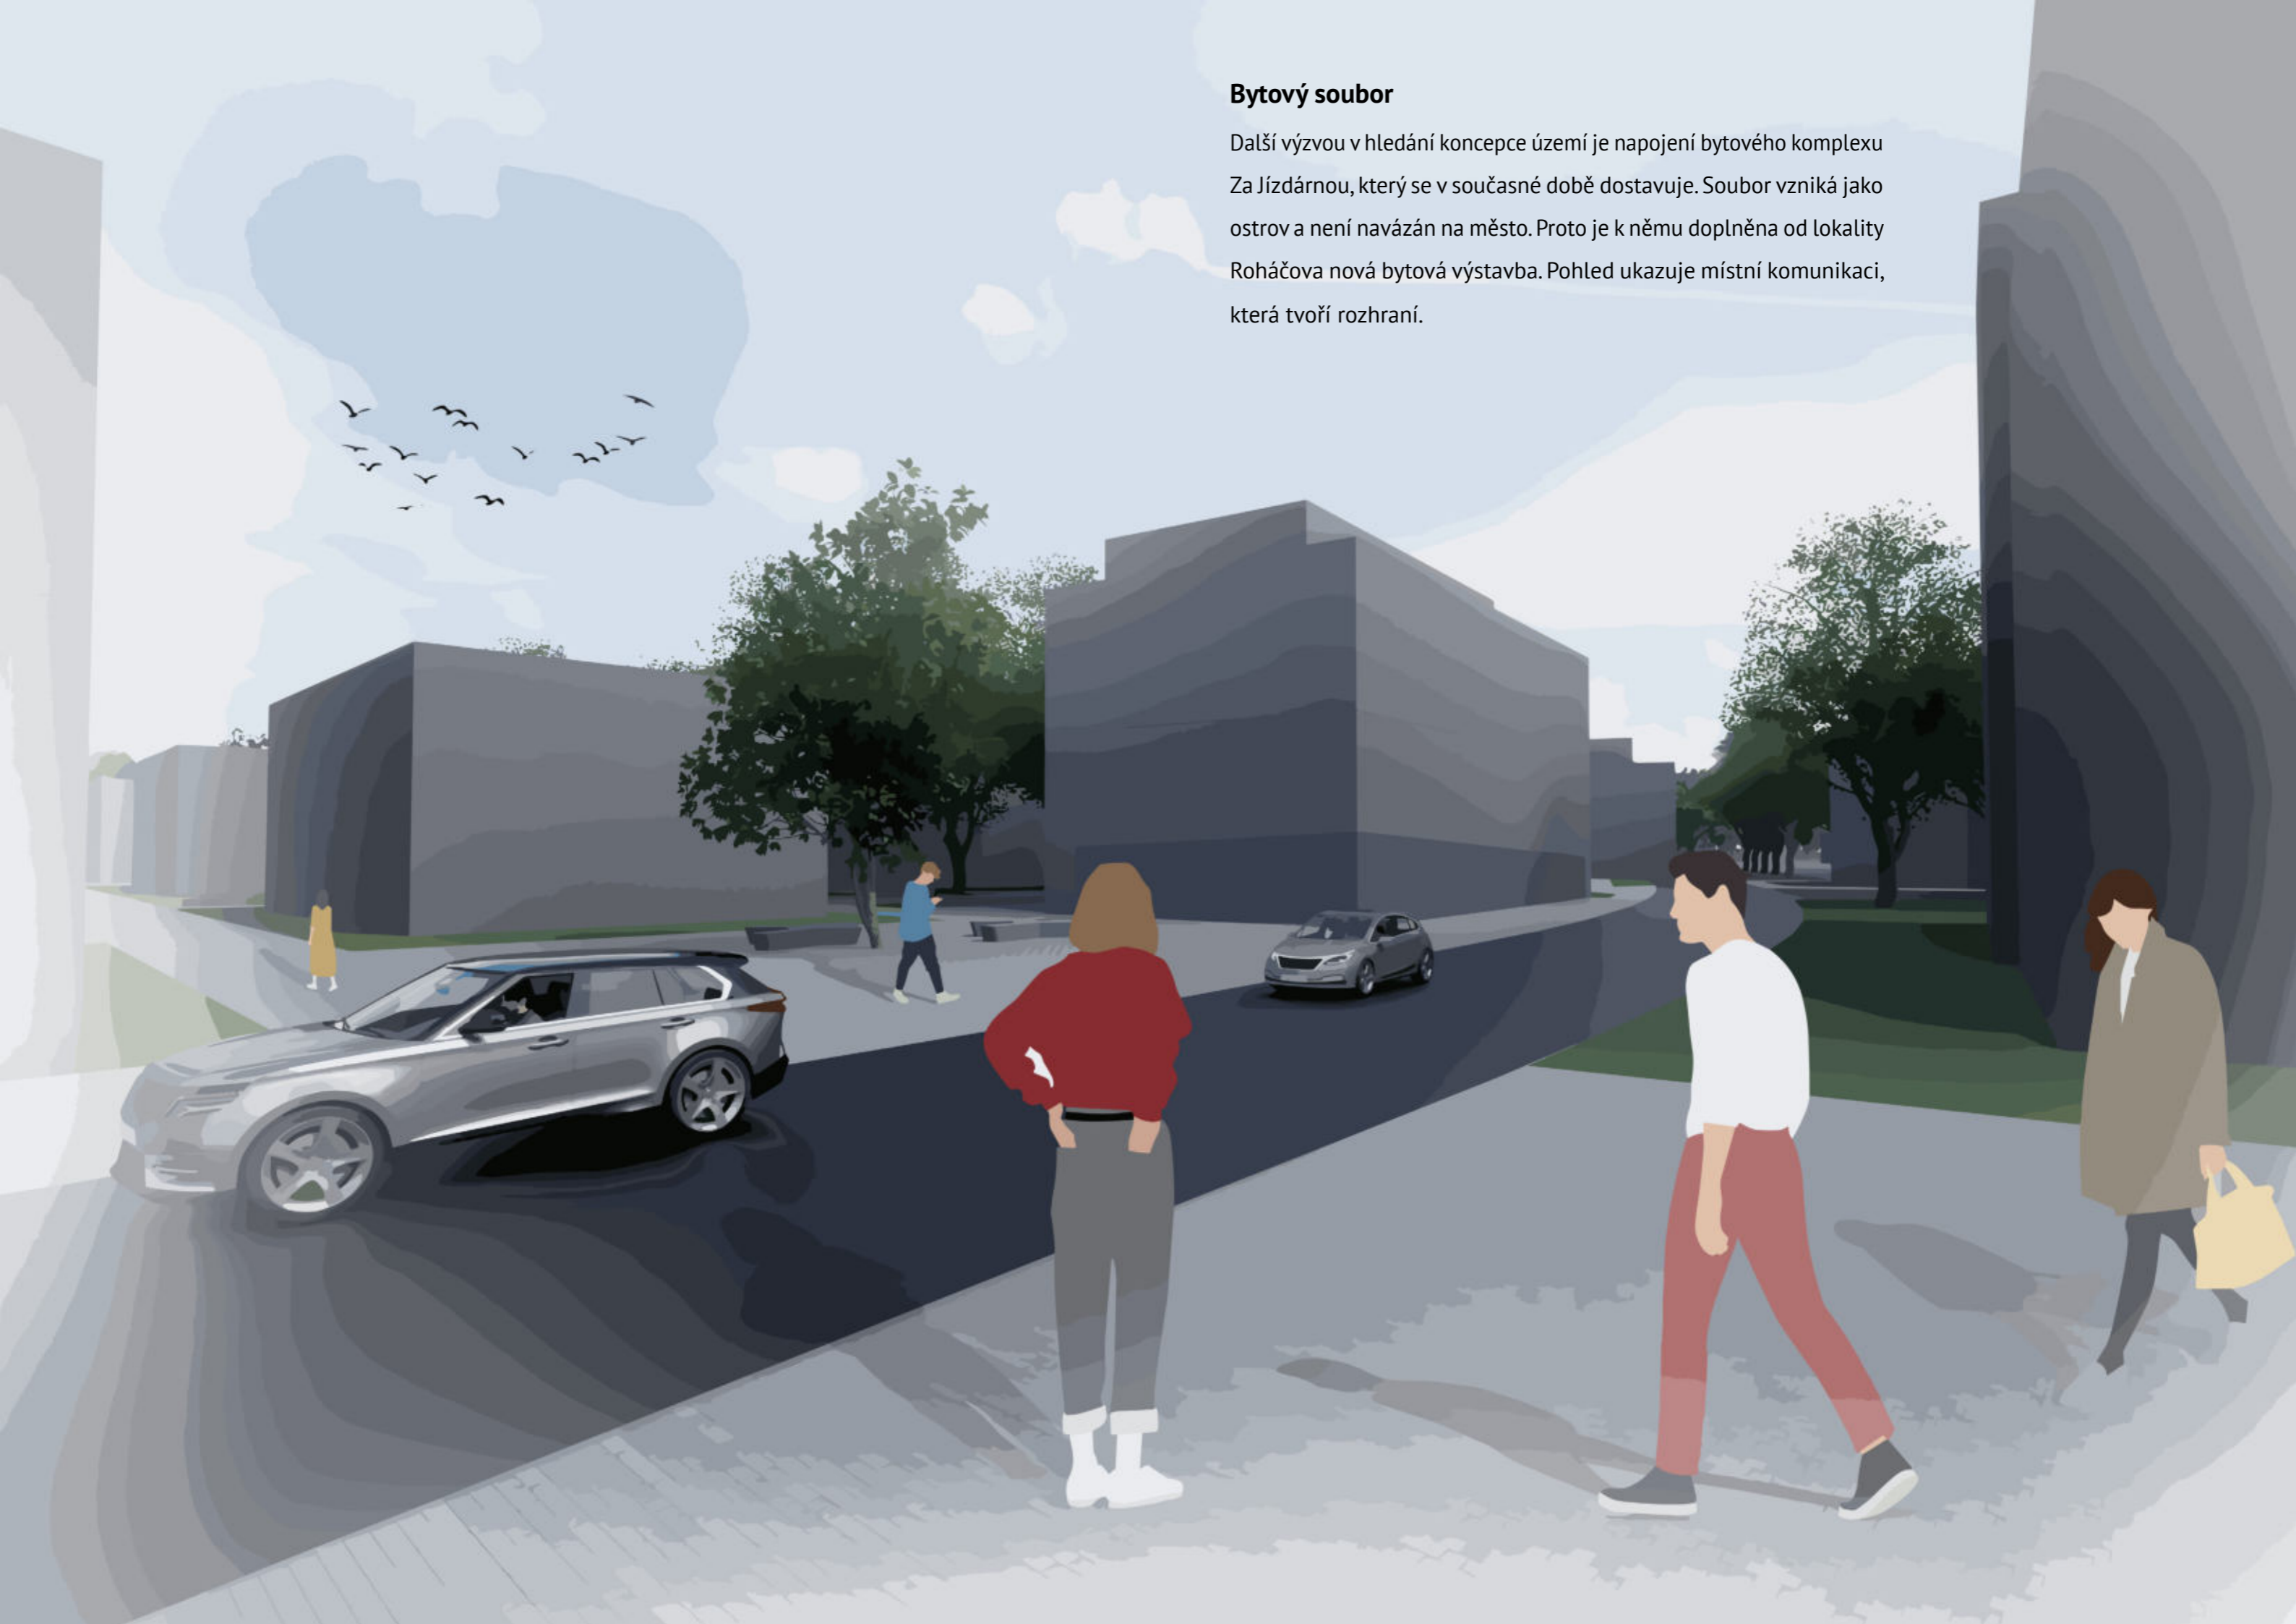 Bytový soubor
Další výzvou v hledání koncepce území je napojení bytového komplexu
Za Jízdárnou, který se v současné době dostavuje. Soubor vzniká jako
ostrov a není navázán na město. Proto je k němu doplněna od lokality
Roháčova nová bytová výstavba. Pohled ukazuje místní komunikaci,
která tvoří rozhraní.